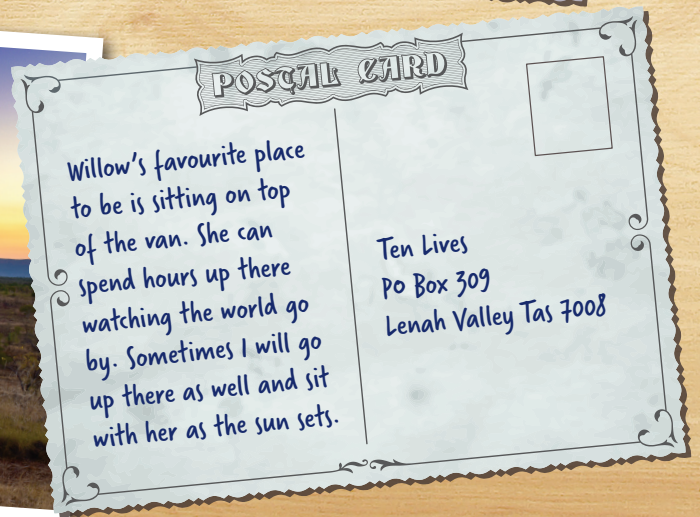 POSTAL CARD
Willow's favourite place
to be is sitting on top
of the van. She can
spend hours up there
watching the world go
by. Sometimes I will go
up there as well and sit
with her as the sun sets.
Ten Lives
PO Box 309
Lenah Valley Tas 7008